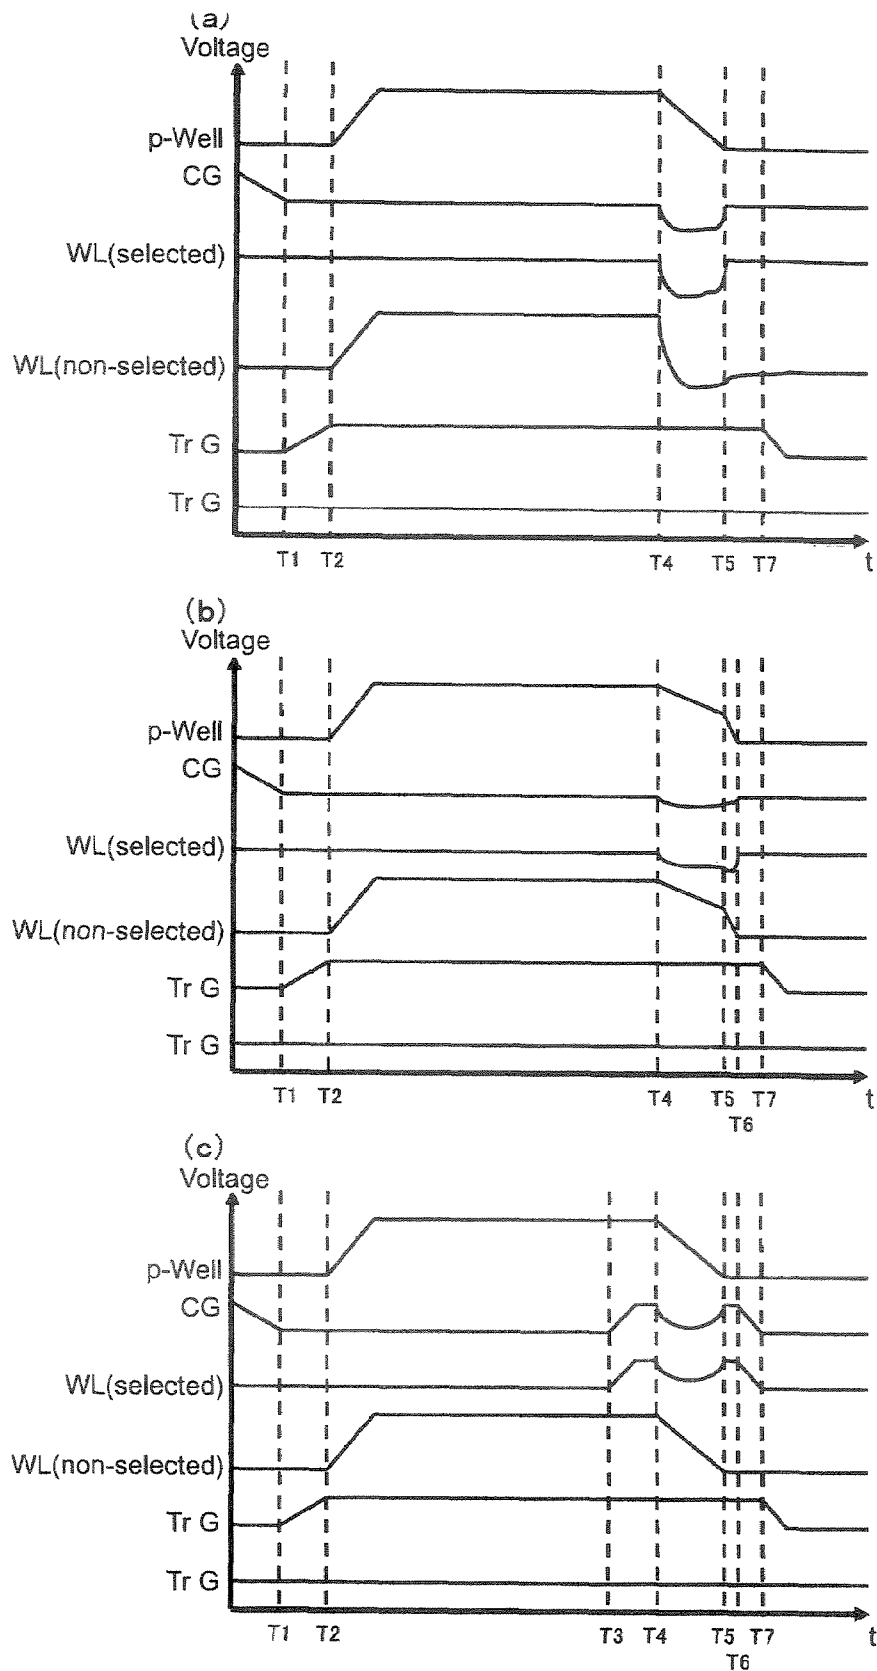 (a)
Voltage
p-Well
CG
WL(selected)
WL(non-selected)
Tr G
Tr G
T1 T2 T4 T5 T7 t
(b)
Voltage
p-Well
CG
WL(selected)
WL(non-selected)
Tr G
Tr G
T1 T2 T4 T5 T7 t
T6
(c)
Voltage
p-Well
CG
WL(selected)
WL(non-selected)
Tr G
Tr G
T1 T2 T3 T4 T5 T7 t
T6